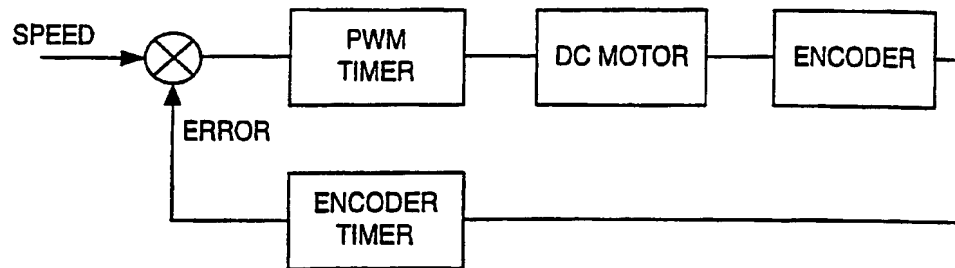 SPEED
PWM
TIMER
DC MOTOR
ENCODER
ERROR
ENCODER
TIMER